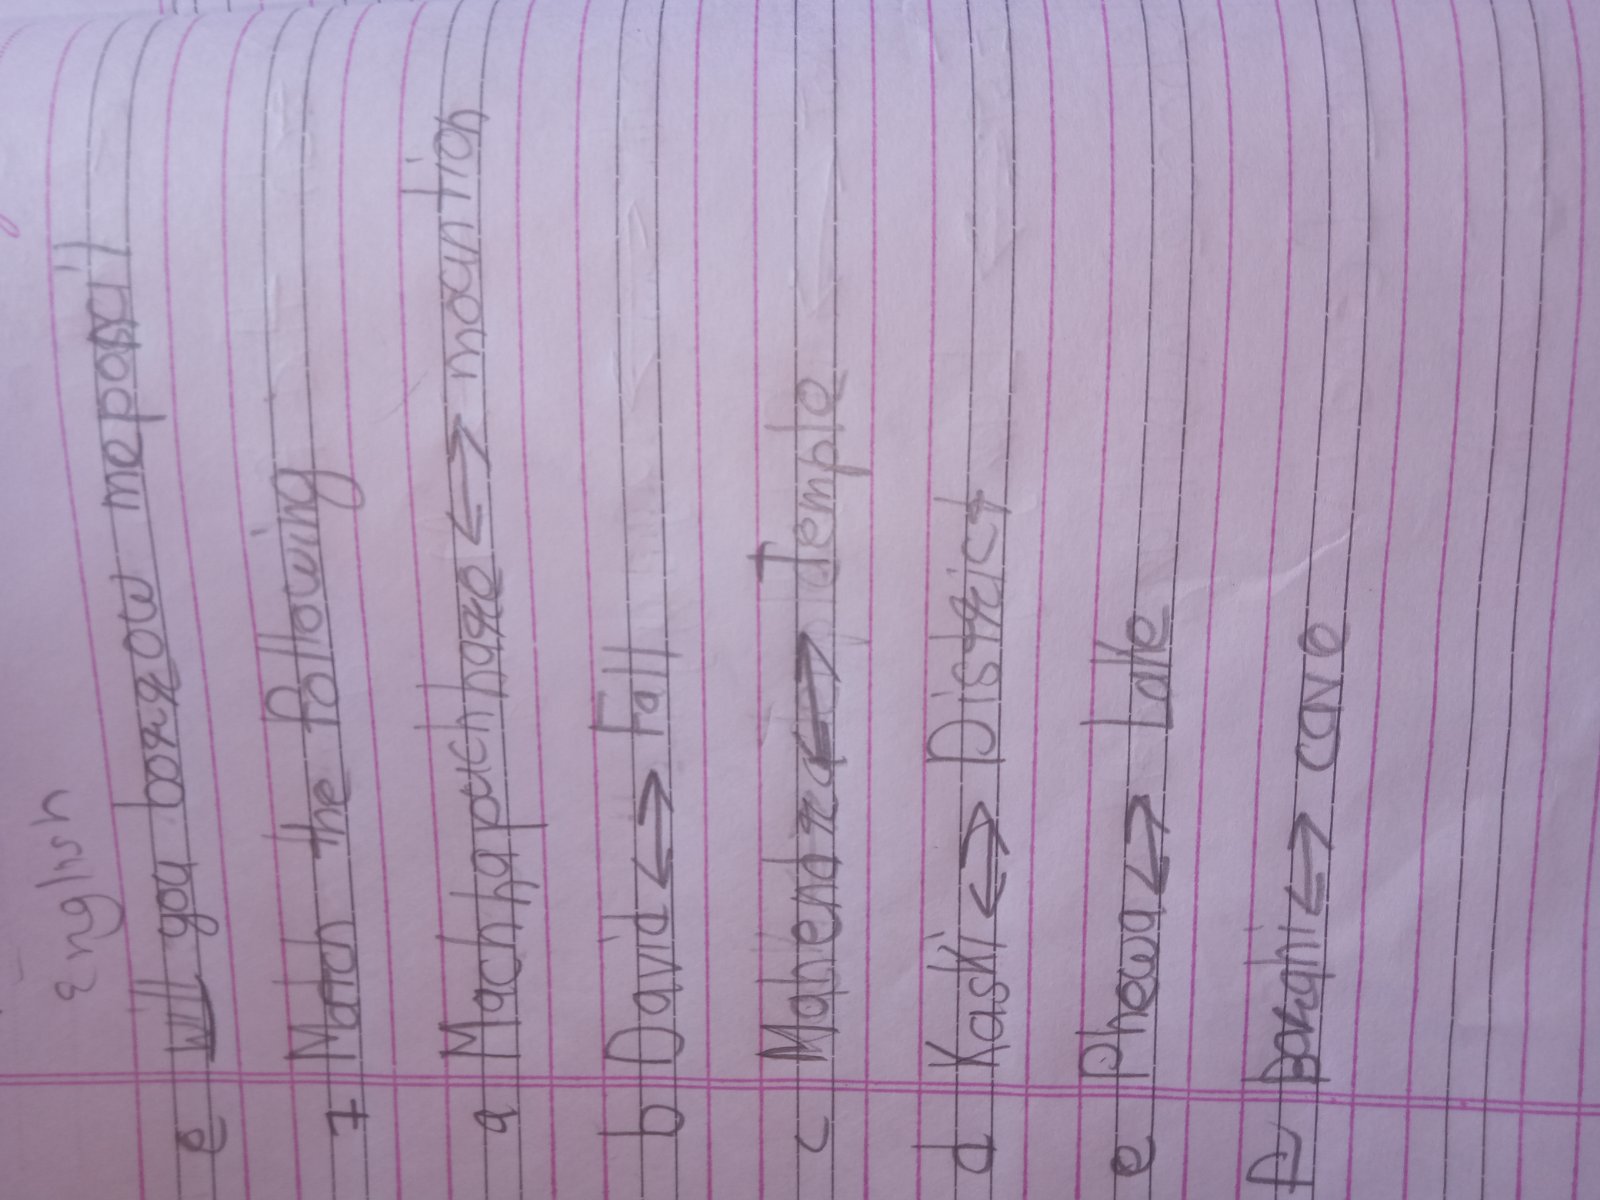 English
e will you borrow me
7 Match the following
a Machhapuchhare <-> mountion
b David <-> Fall
c Mahendra <-> Temple
d Kaski <-> District
e Phewa <-> Lake
f Barahi <-> cave